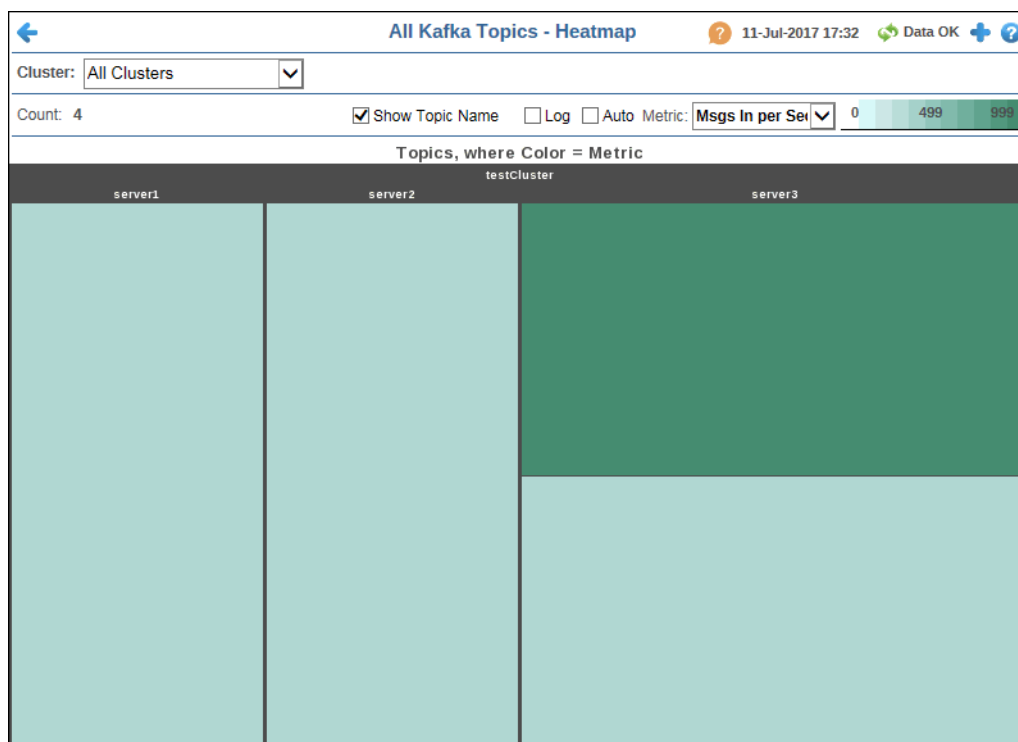 All Kafka Topics - Heatmap ? 11-Jul-2017 17:32 Data OK ?
Cluster: All Clusters
Count: 4 Show Topic Name Log Auto Metric: Msgs In per Sec 0 499 999
Topics, where Color = Metric
testCluster
server1 server2 server3